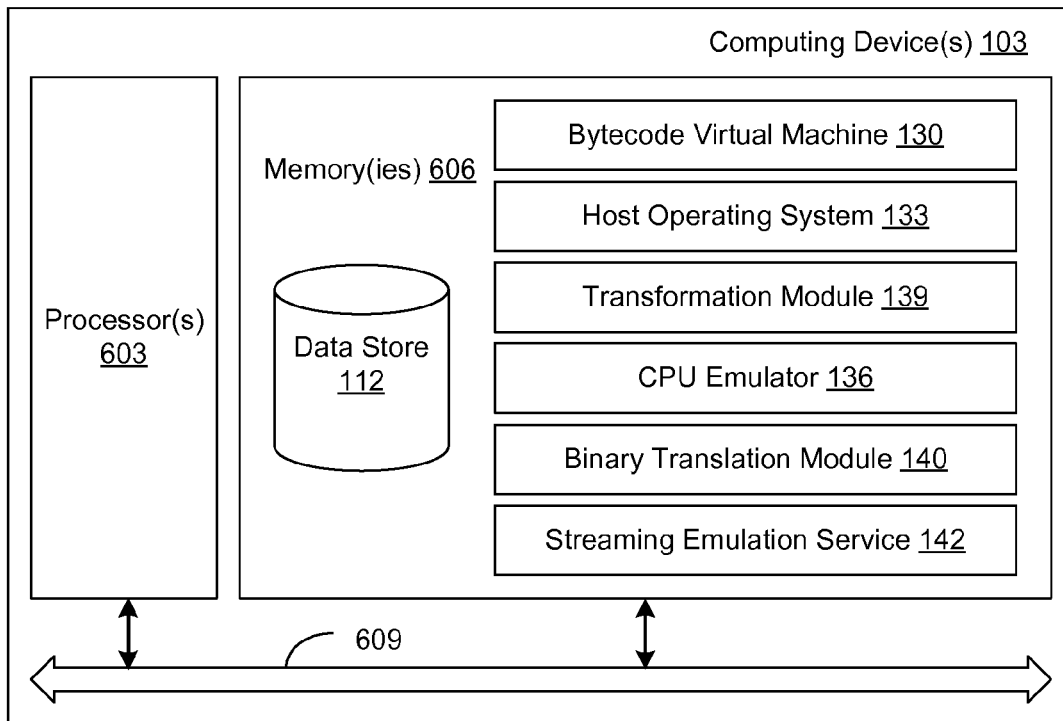 Computing Device(s) 103
Processor(s)
603
Memory(ies) 606
Data Store
112
Bytecode Virtual Machine 130
Host Operating System 133
Transformation Module 139
CPU Emulator 136
Binary Translation Module 140
Streaming Emulation Service 142
609